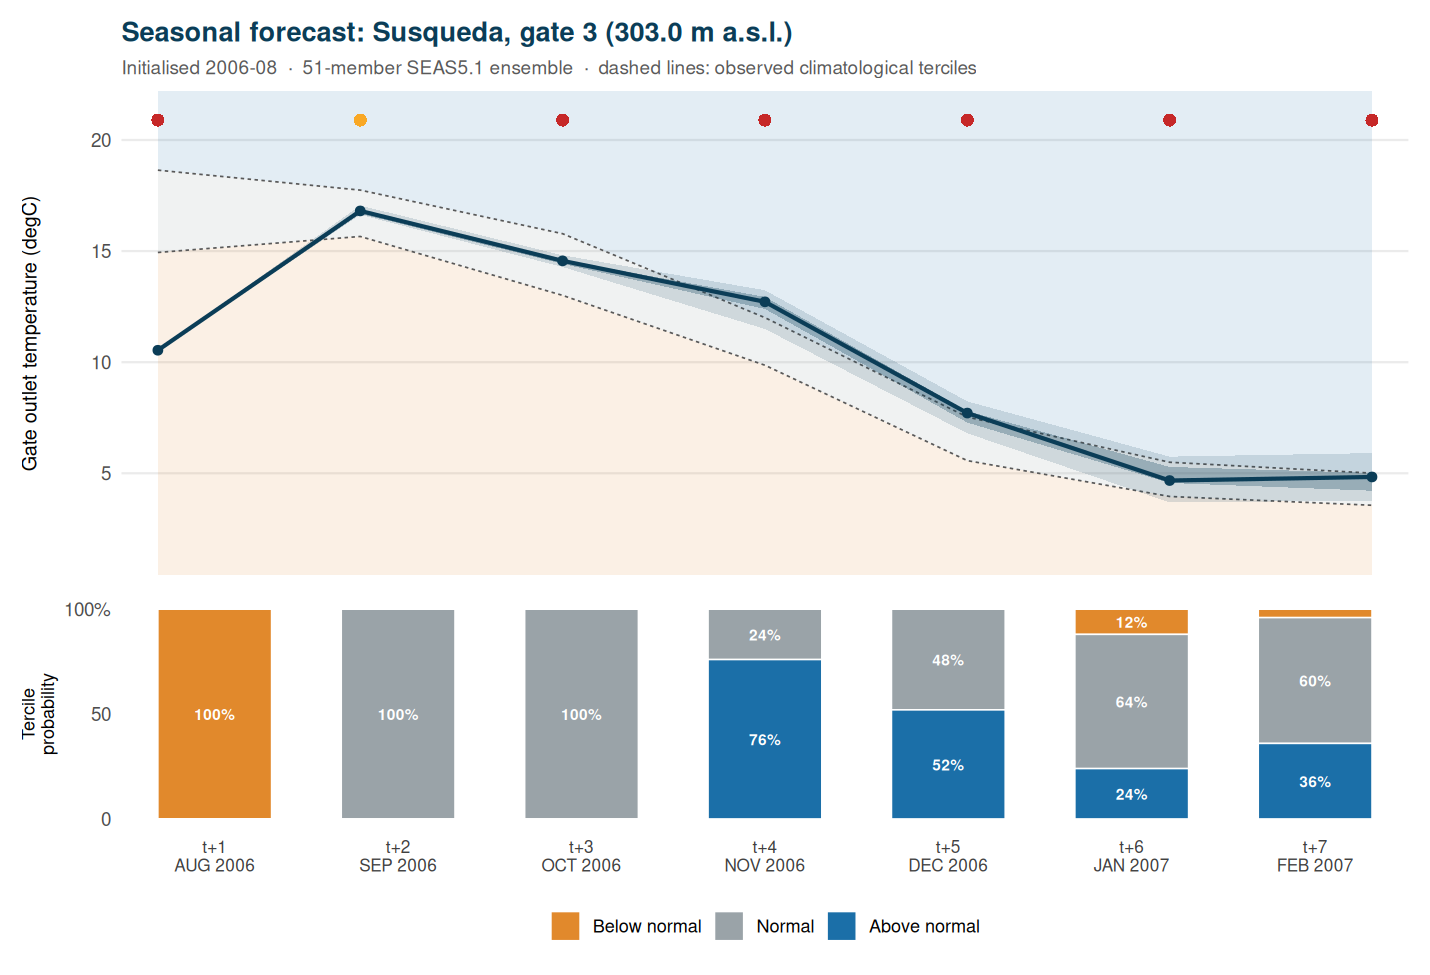 Seasonal forecast: Susqueda, gate 3 (303.0 m a.s.l.)
Initialised 2006-08 · 51-member SEAS5.1 ensemble · dashed lines: observed climatological terciles
Gate outlet temperature (degC)
20
15
10
5
Tercile
probability
100%
50
0
100%
100%
100%
24%
76%
48%
52%
12%
64%
24%
60%
36%
t+1
AUG 2006
t+2
SEP 2006
t+3
OCT 2006
t+4
NOV 2006
t+5
DEC 2006
t+6
JAN 2007
t+7
FEB 2007
Below normal
Normal
Above normal